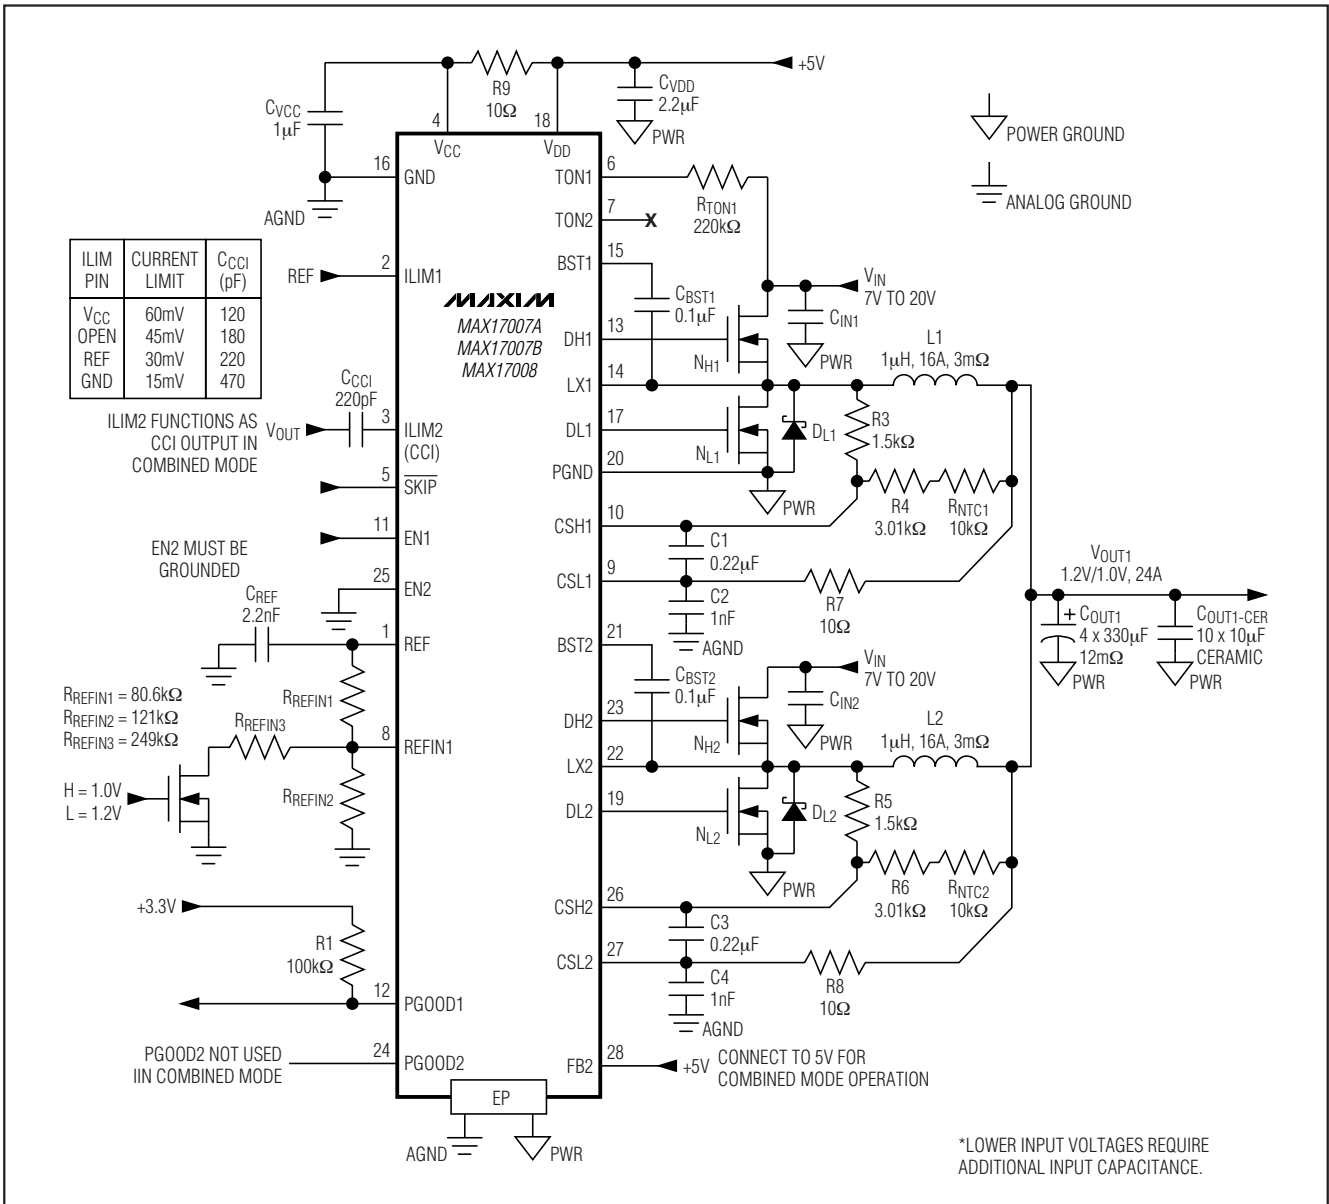 +5V
R9
10Ω
CVDD
2.2µF
PWR
CVCC
1µF
4
VCC
18
VDD
POWER GROUND
ANALOG GROUND
AGND
16
GND
TON1
6
RTON1
220kΩ
TON2
7
X
BST1
15
CBST1
0.1µF
VIN
7V TO 20V
CIN1
PWR
ILIM PIN
CURRENT LIMIT
CCCI (pF)
VCC 60mV 120
OPEN 45mV 180
REF 30mV 220
GND 15mV 470
REF
2
ILIM1
MAXIM
MAX17007A
MAX17007B
MAX17008
DH1
13
NH1
L1
1µH, 16A, 3mΩ
LX1
14
CCCI
220pF
ILIM2 FUNCTIONS AS
CCI OUTPUT IN
COMBINED MODE
VOUT
3
ILIM2
(CCI)
DL1
17
NL1
DL1
R3
1.5kΩ
PGND
20
PWR
R4
3.01kΩ
RNTC1
10kΩ
5
SKIP
CSH1
10
C1
0.22µF
11
EN1
EN2 MUST BE
GROUNDED
25
EN2
CSL1
9
C2
1nF
AGND
R7
10Ω
VOUT1
1.2V/1.0V, 24A
+
COUT1
4 x 330µF
12mΩ
PWR
COUT1-CER
10 x 10µF
CERAMIC
PWR
CREF
2.2nF
1
REF
BST2
21
CBST2
0.1µF
VIN
7V TO 20V
CIN2
PWR
RREFIN1 = 80.6kΩ
RREFIN2 = 121kΩ
RREFIN3 = 249kΩ
RREFIN1
RREFIN3
8
REFIN1
RREFIN2
H = 1.0V
L = 1.2V
DH2
23
NH2
L2
1µH, 16A, 3mΩ
LX2
22
DL2
19
NL2
DL2
R5
1.5kΩ
PWR
R6
3.01kΩ
RNTC2
10kΩ
+3.3V
R1
100kΩ
CSH2
26
C3
0.22µF
CSL2
27
C4
1nF
AGND
R8
10Ω
12
PGOOD1
PGOOD2 NOT USED
IIN COMBINED MODE
24
PGOOD2
FB2
28
+5V
CONNECT TO 5V FOR
COMBINED MODE OPERATION
EP
AGND
PWR
*LOWER INPUT VOLTAGES REQUIRE
ADDITIONAL INPUT CAPACITANCE.